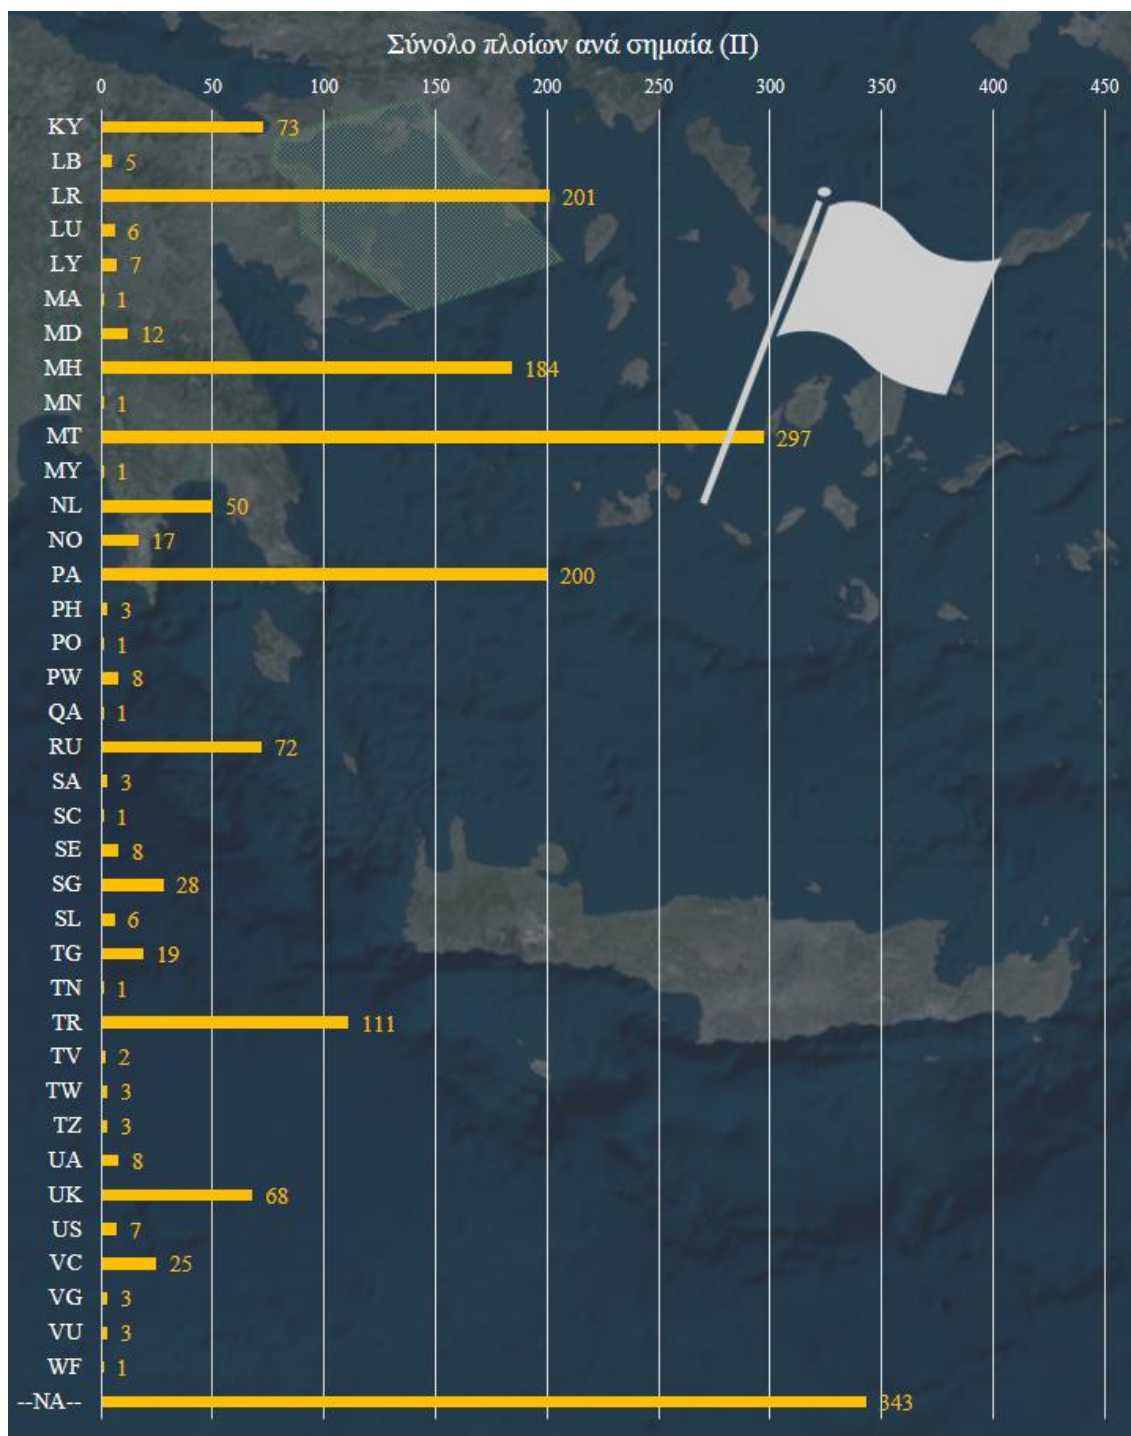 Σύνολο πλοίων ανά σημαία (II)
0 50 100 150 200 250 300 350 400 450
KY 73
LB 5
LR 201
LU 6
LY 7
MA 1
MD 12
MH 184
MN 1
MT 297
MY 1
NL 50
NO 17
PA 200
PH 3
PO 1
PW 8
QA 1
RU 72
SA 3
SC 1
SE 8
SG 28
SL 6
TG 19
TN 1
TR 111
TV 2
TW 3
TZ 3
UA 8
UK 68
US 7
VC 25
VG 3
VU 3
WF 1
--NA-- 343